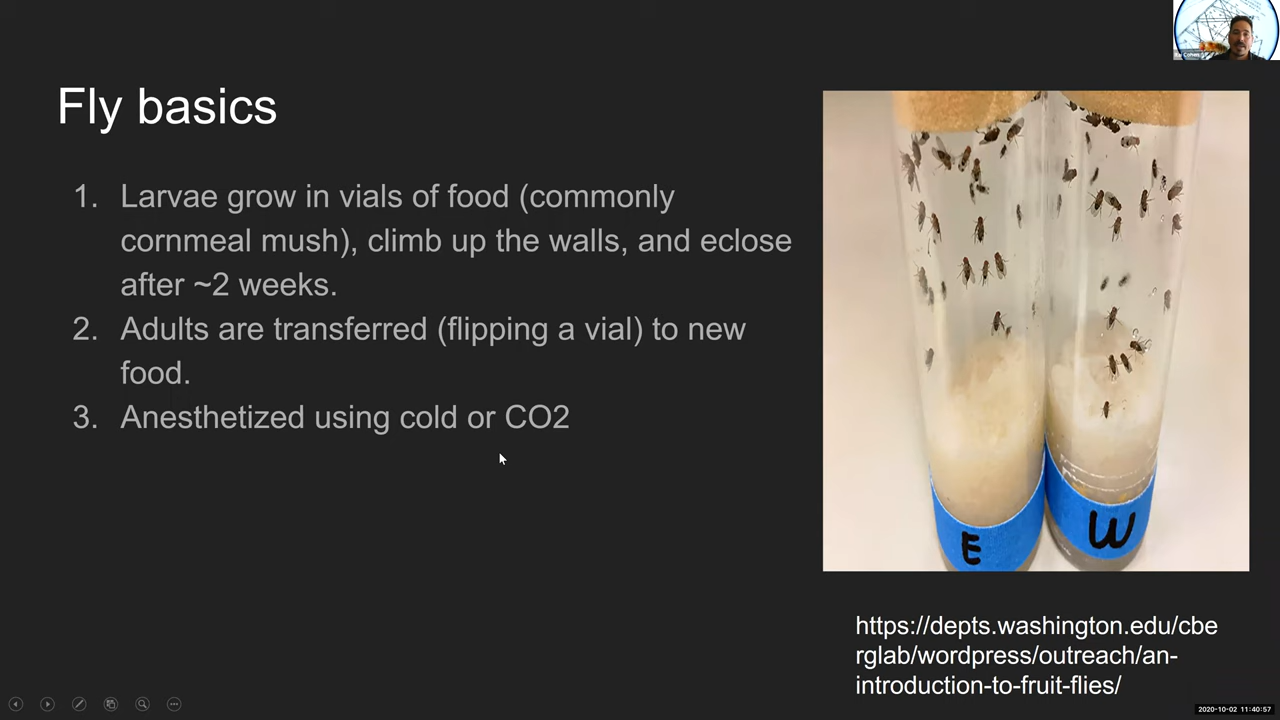 Fly basics
1. Larvae grow in vials of food (commonly
cornmeal mush), climb up the walls, and eclose
after ~2 weeks.
2. Adults are transferred (flipping a vial) to new
food.
3. Anesthetized using cold or CO2
E
W
https://depts.washington.edu/cbe
rglab/wordpress/outreach/an-
introduction-to-fruit-flies/
2020-10-02 11:40:57